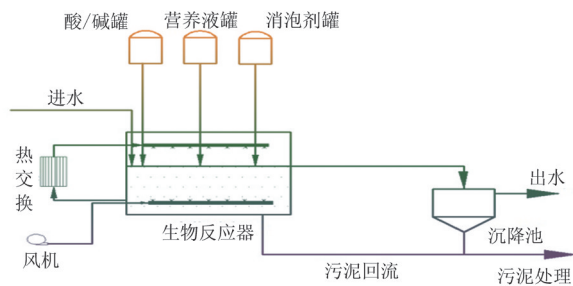 酸/碱罐 营养液罐 消泡剂罐
进水
热交换
出水
生物反应器
沉降池
风机
污泥回流
污泥处理